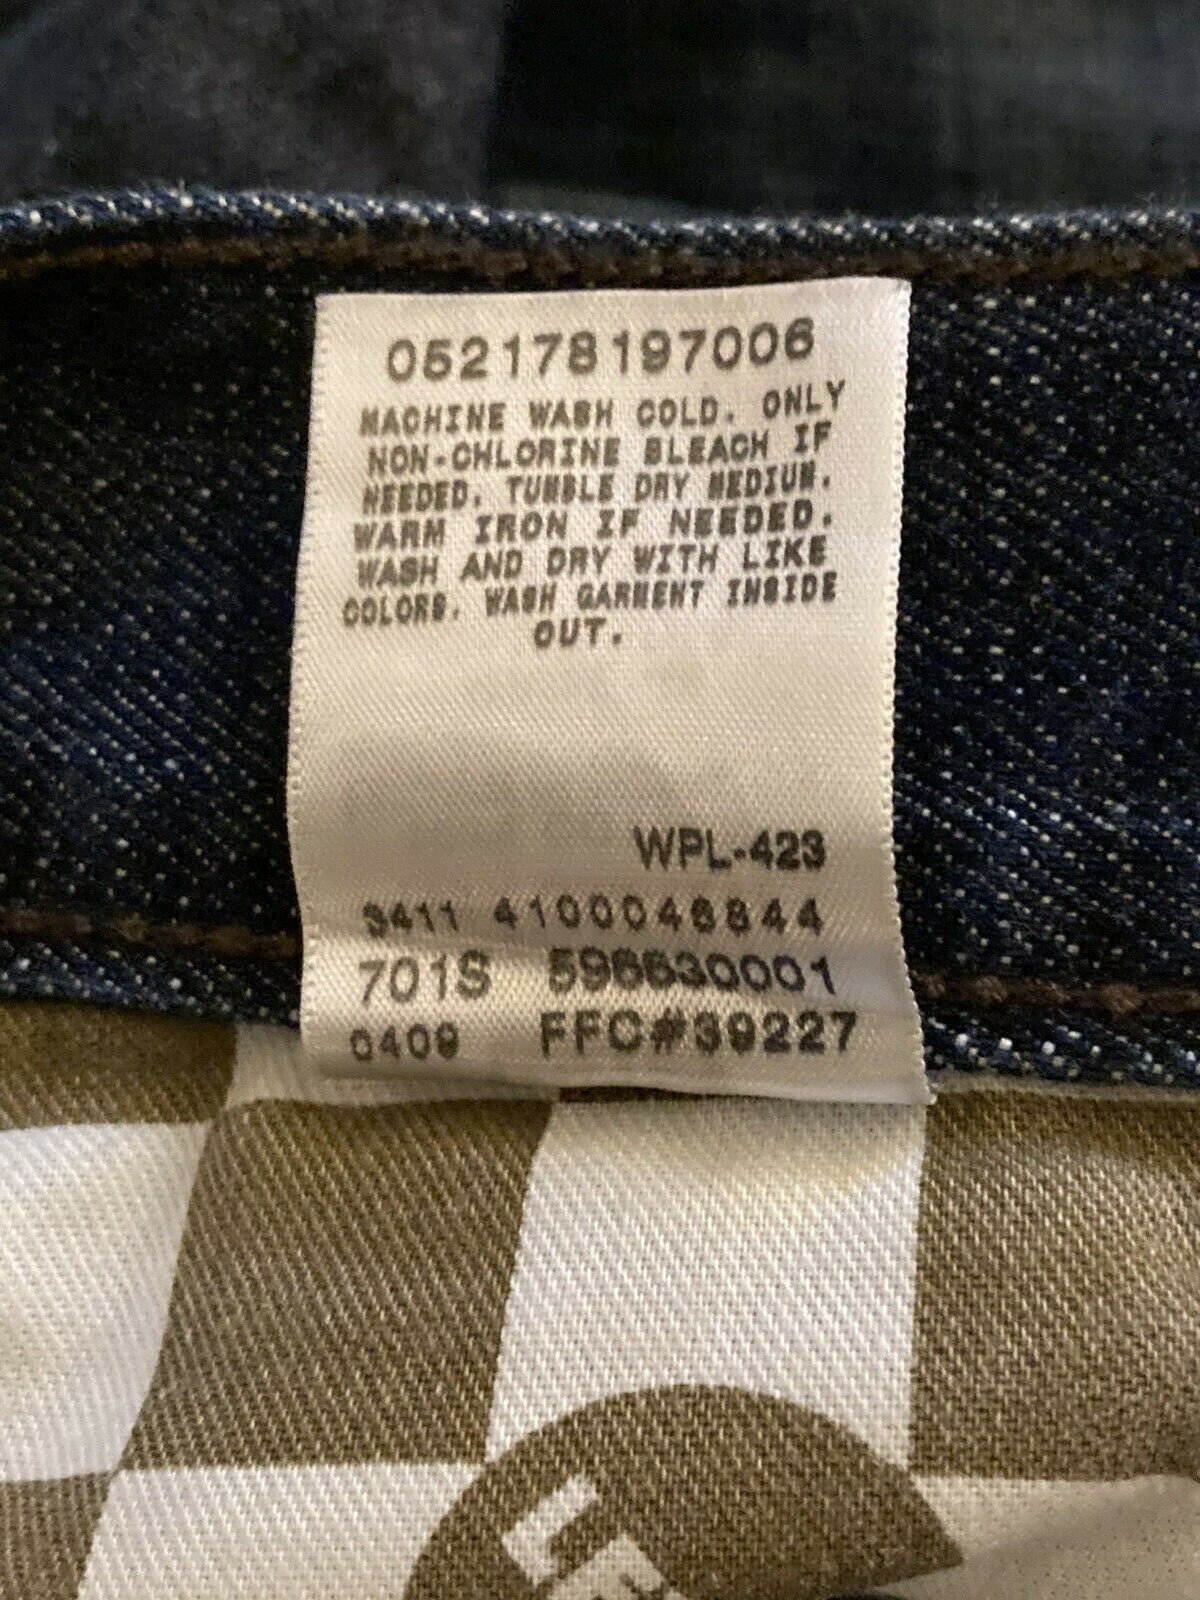 052178197006
MACHINE WASH COLD. ONLY
NON-CHLORINE BLEACH IF
NEEDED. TUMBLE DRY MEDIUM.
WARM IRON IF NEEDED.
WASH AND DRY WITH LIKE
COLORS. WASH GARMENT INSIDE
OUT.
WPL-423
3411 4100046844
701S 596630001
0409 FFC#39227